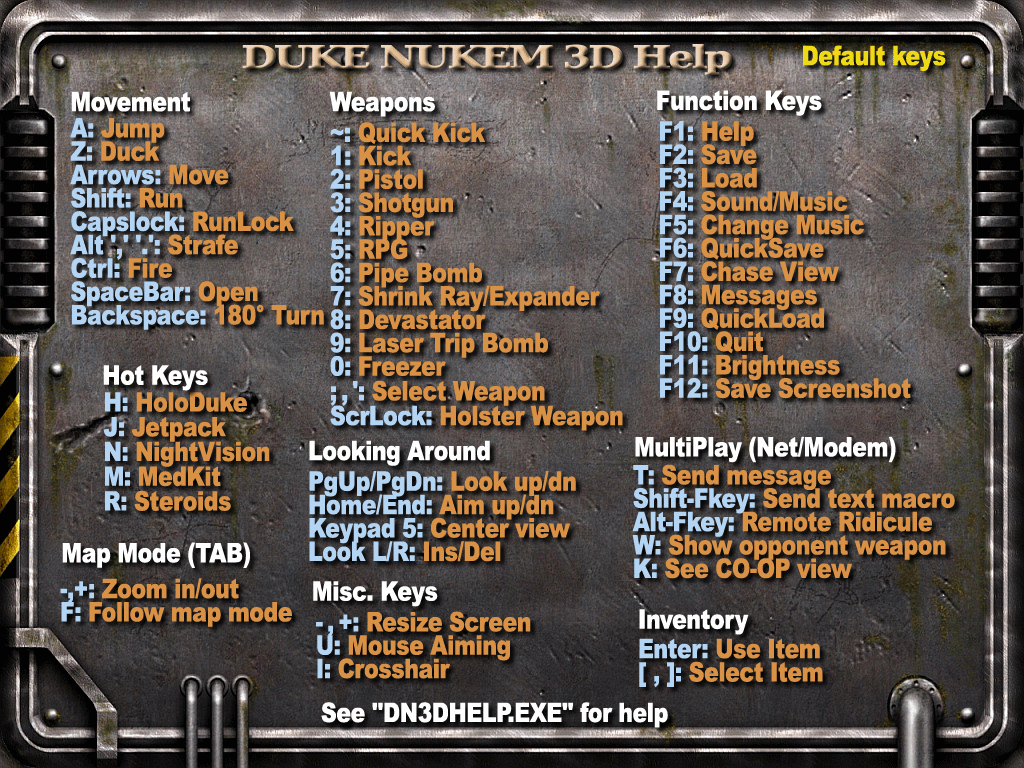 DUKE NUKEM 3D Help
Default keys
Movement
A: Jump
Z: Duck
Arrows: Move
Shift: Run
Capslock: RunLock
Alt ',' '.': Strafe
Ctrl: Fire
SpaceBar: Open
Backspace: 180° Turn
Weapons
~: Quick Kick
1: Kick
2: Pistol
3: Shotgun
4: Ripper
5: RPG
6: Pipe Bomb
7: Shrink Ray/Expander
8: Devastator
9: Laser Trip Bomb
0: Freezer
; , ': Select Weapon
ScrLock: Holster Weapon
Function Keys
F1: Help
F2: Save
F3: Load
F4: Sound/Music
F5: Change Music
F6: QuickSave
F7: Chase View
F8: Messages
F9: QuickLoad
F10: Quit
F11: Brightness
F12: Save Screenshot
Hot Keys
H: HoloDuke
J: Jetpack
N: NightVision
M: MedKit
R: Steroids
Looking Around
PgUp/PgDn: Look up/dn
Home/End: Aim up/dn
Keypad 5: Center view
Look L/R: Ins/Del
MultiPlay (Net/Modem)
T: Send message
Shift-Fkey: Send text macro
Alt-Fkey: Remote Ridicule
W: Show opponent weapon
K: See CO-OP view
Map Mode (TAB)
-,+: Zoom in/out
F: Follow map mode
Misc. Keys
- , +: Resize Screen
U: Mouse Aiming
I: Crosshair
Inventory
Enter: Use Item
[ , ]: Select Item
See "DN3DHELP.EXE" for help